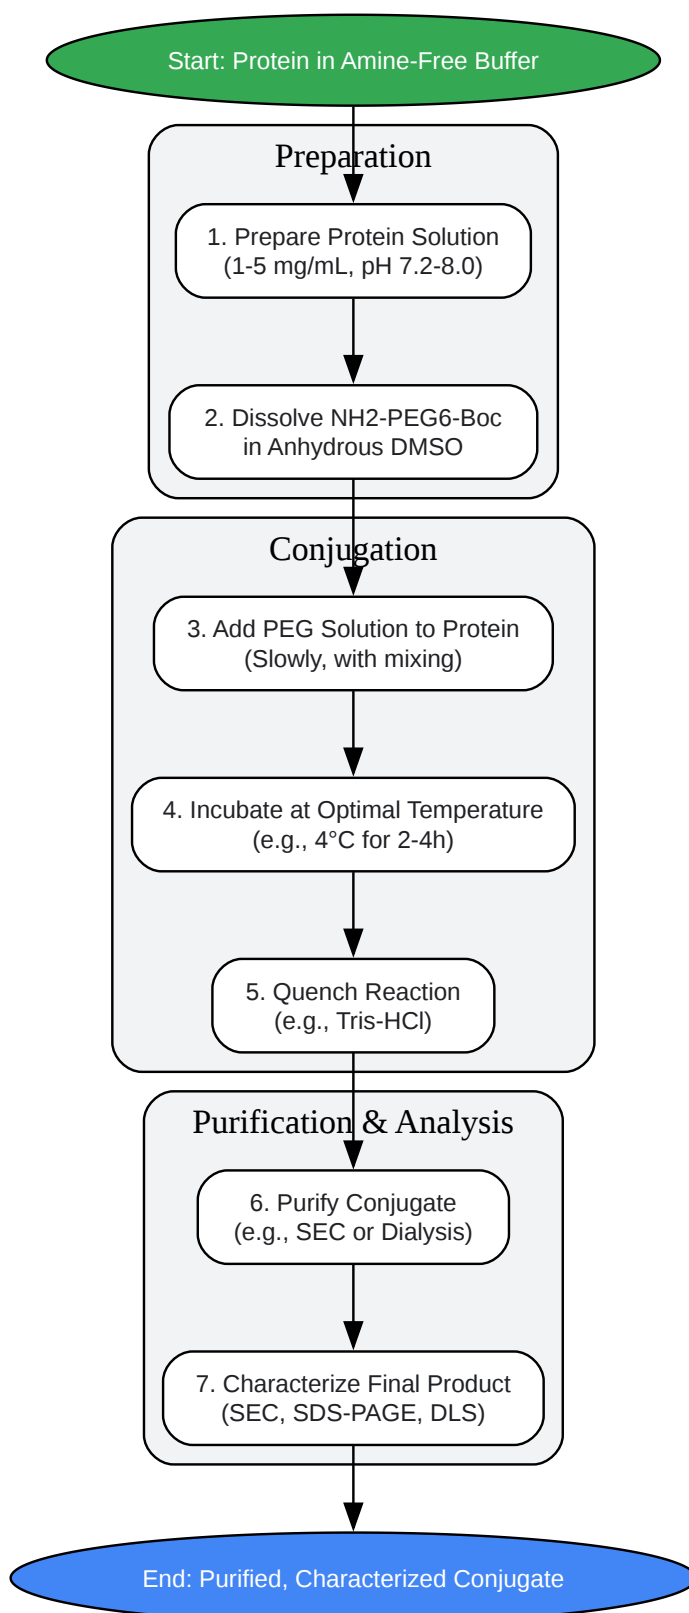 Start: Protein in Amine-Free Buffer
Preparation
1. Prepare Protein Solution
(1-5 mg/mL, pH 7.2-8.0)
2. Dissolve NH2-PEG6-Boc
in Anhydrous DMSO
Conjugation
3. Add PEG Solution to Protein
(Slowly, with mixing)
4. Incubate at Optimal Temperature
(e.g., 4°C for 2-4h)
5. Quench Reaction
(e.g., Tris-HCl)
Purification & Analysis
6. Purify Conjugate
(e.g., SEC or Dialysis)
7. Characterize Final Product
(SEC, SDS-PAGE, DLS)
End: Purified, Characterized Conjugate